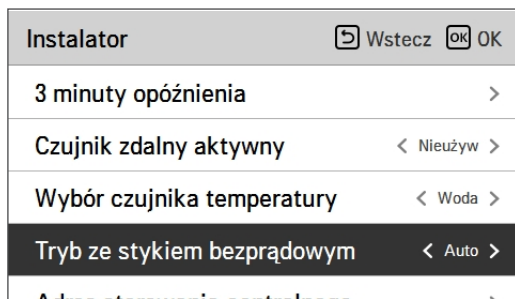 Instalator Wstecz OK OK
3 minuty opóźnienia >
Czujnik zdalny aktywny < Nieużyw >
Wybór czujnika temperatury < Woda >
Tryb ze stykiem bezprądowym < Auto >